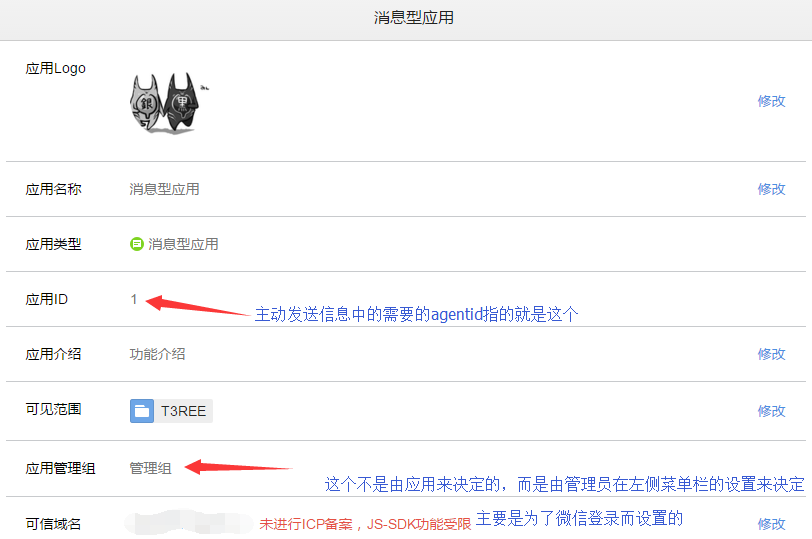 消息型应用
应用Logo
銀 黑
修改
应用名称 消息型应用 修改
应用类型 消息型应用
应用ID 1 主动发送信息中的需要的agentid指的就是这个
应用介绍 功能介绍 修改
可见范围 T3REE 修改
应用管理组 管理组 这个不是由应用来决定的，而是由管理员在左侧菜单栏的设置来决定
可信域名 未进行ICP备案，JS-SDK功能受限 主要是为了微信登录而设置的 修改